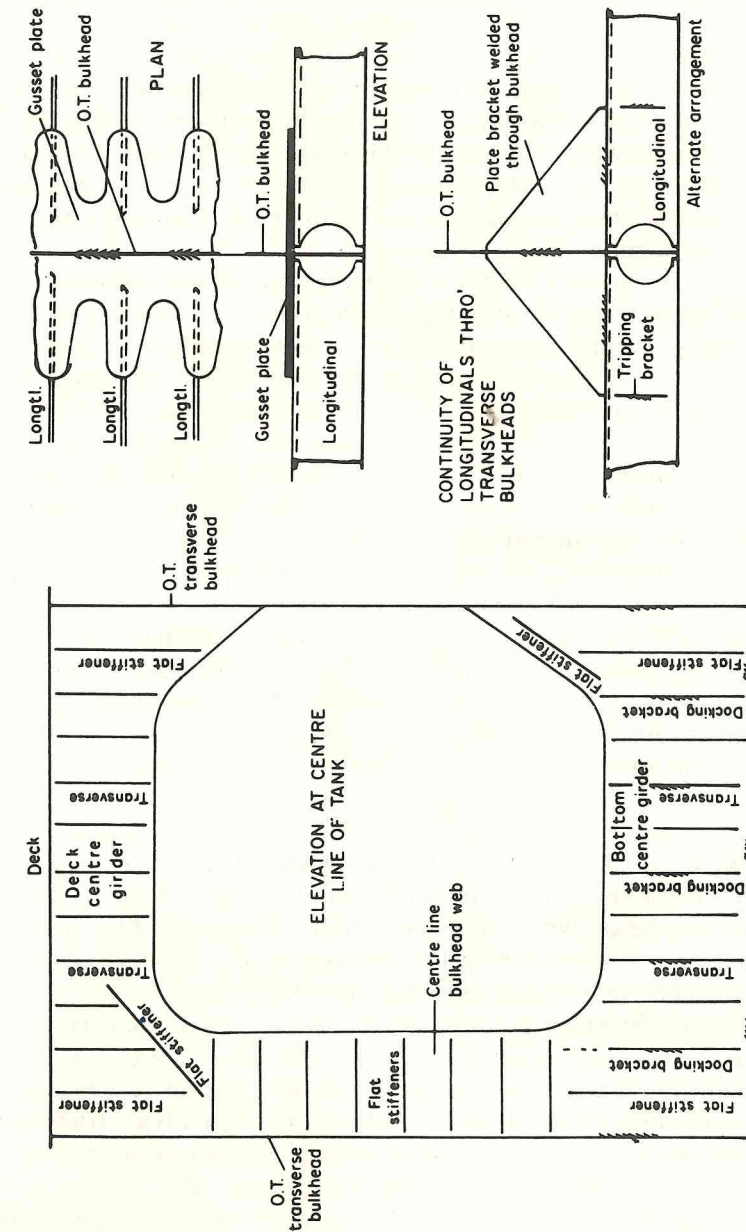 Gusset plate
O.T. bulkhead
PLAN
Longtl.
Longtl.
Longtl.
O.T. bulkhead
Gusset plate
Longitudinal
ELEVATION
CONTINUITY OF
LONGITUDINALS THRO'
TRANSVERSE
BULKHEADS
O.T. bulkhead
Plate bracket welded
through bulkhead
Tripping
bracket
Longitudinal
Alternate arrangement
Deck
O.T.
transverse
bulkhead
Flat stiffener
Flat stiffener
Transverse
Deck
centre
girder
Transverse
Flat stiffener
ELEVATION AT CENTRE
LINE OF TANK
Centre line
bulkhead web
Flat
stiffeners
O.T.
transverse
bulkhead
Flat stiffener
Docking bracket
Transverse
Docking bracket
Bottom
centre girder
Transverse
Docking bracket
Flat stiffener
Flat stiffener